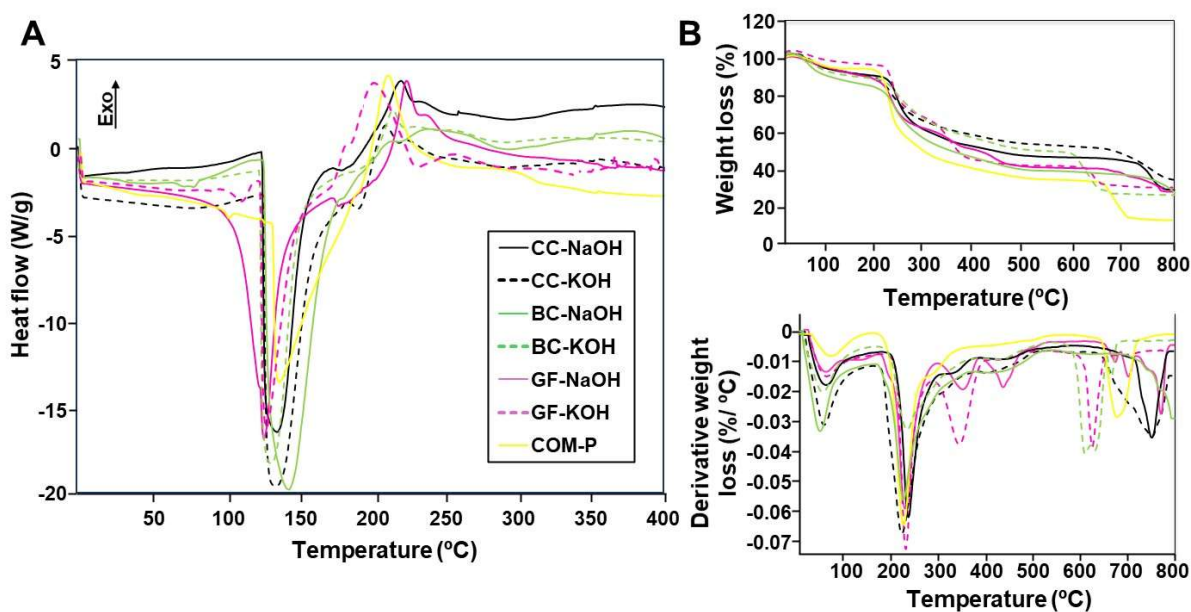 A
Exo
Heat flow (W/g)
5
0
-5
-10
-15
-20
50
100
150
200
250
300
350
400
Temperature (ºC)
CC-NaOH
CC-KOH
BC-NaOH
BC-KOH
GF-NaOH
GF-KOH
COM-P
B
Weight loss (%)
120
100
80
60
40
20
0
100
200
300
400
500
600
700
800
Temperature (ºC)
Derivative weight
loss (%/ ºC)
0
-0.01
-0.02
-0.03
-0.04
-0.05
-0.06
-0.07
100
200
300
400
500
600
700
800
Temperature (ºC)